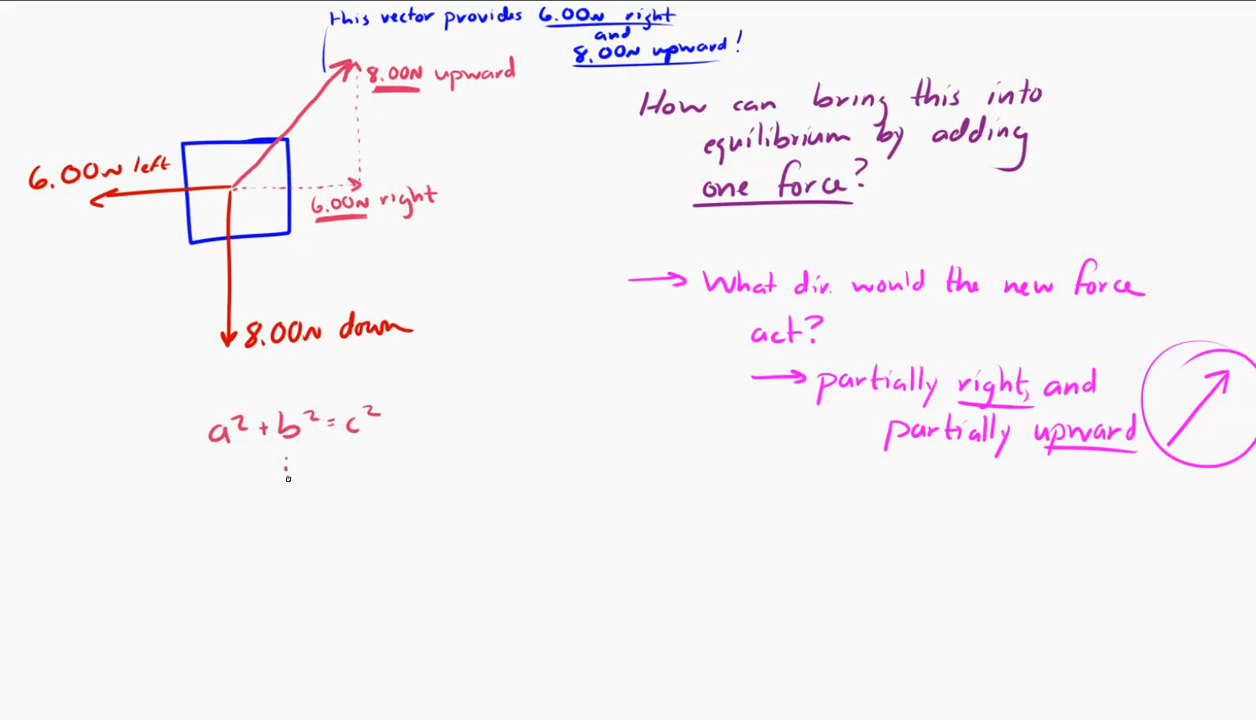 this vector provides 6.00N right
and
8.00N upward!
8.00N upward
6.00N left
6.00N right
8.00N down
a² + b² = c²
How can bring this into
equilibrium by adding
one force?
→ What dir. would the new force
act?
→ partially right, and
partially upward